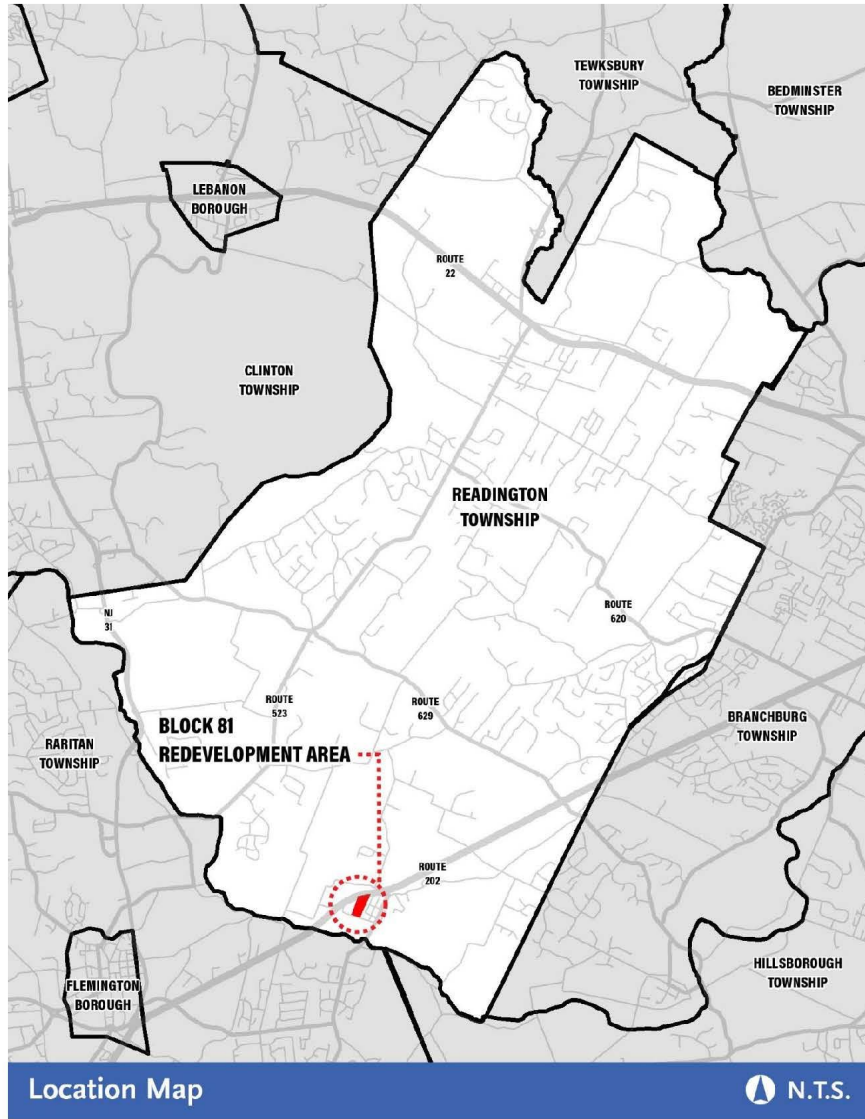 TEWKSBURY
TOWNSHIP
BEDMINSTER
TOWNSHIP
LEBANON
BOROUGH
ROUTE
22
CLINTON
TOWNSHIP
READINGTON
TOWNSHIP
NJ
31
ROUTE
620
ROUTE
523
ROUTE
629
BLOCK 81
REDEVELOPMENT AREA
BRANCHBURG
TOWNSHIP
RARITAN
TOWNSHIP
ROUTE
202
FLEMINGTON
BOROUGH
HILLSBOROUGH
TOWNSHIP
Location Map
N.T.S.